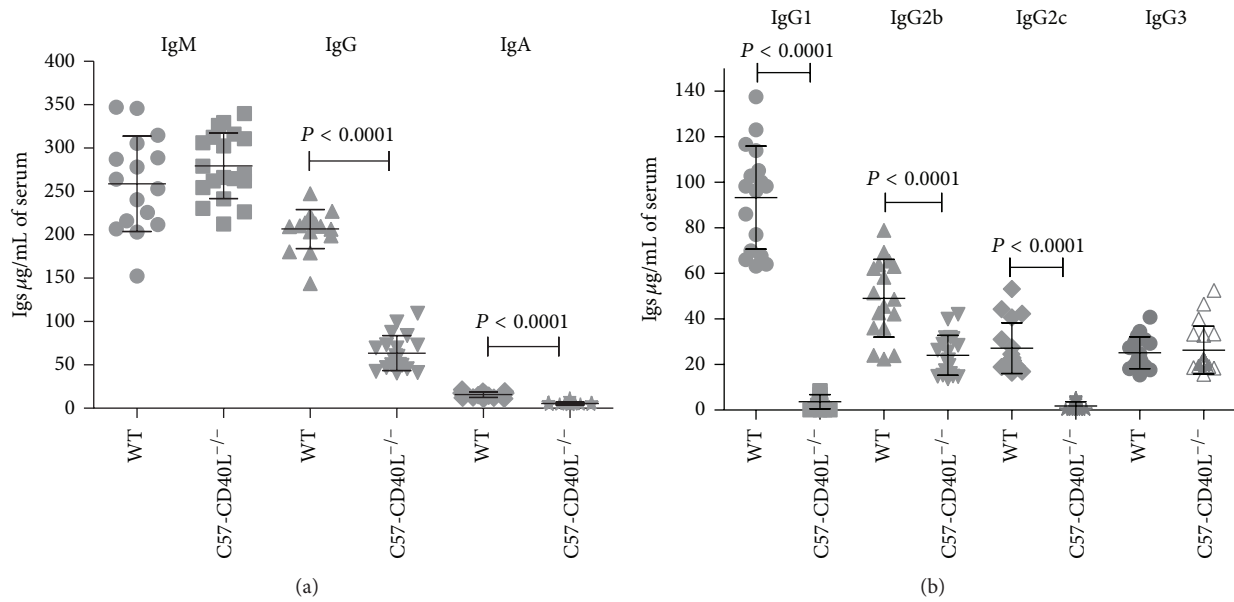 IgM IgG IgA
Igs μg/mL of serum
400
350
300
250
200
150
100
50
0
P < 0.0001
P < 0.0001
WT
C57-CD40L−/−
WT
C57-CD40L−/−
WT
C57-CD40L−/−
(a)
IgG1 IgG2b IgG2c IgG3
Igs μg/mL of serum
140
120
100
80
60
40
20
0
P < 0.0001
P < 0.0001
P < 0.0001
WT
C57-CD40L−/−
WT
C57-CD40L−/−
WT
C57-CD40L−/−
WT
C57-CD40L−/−
(b)